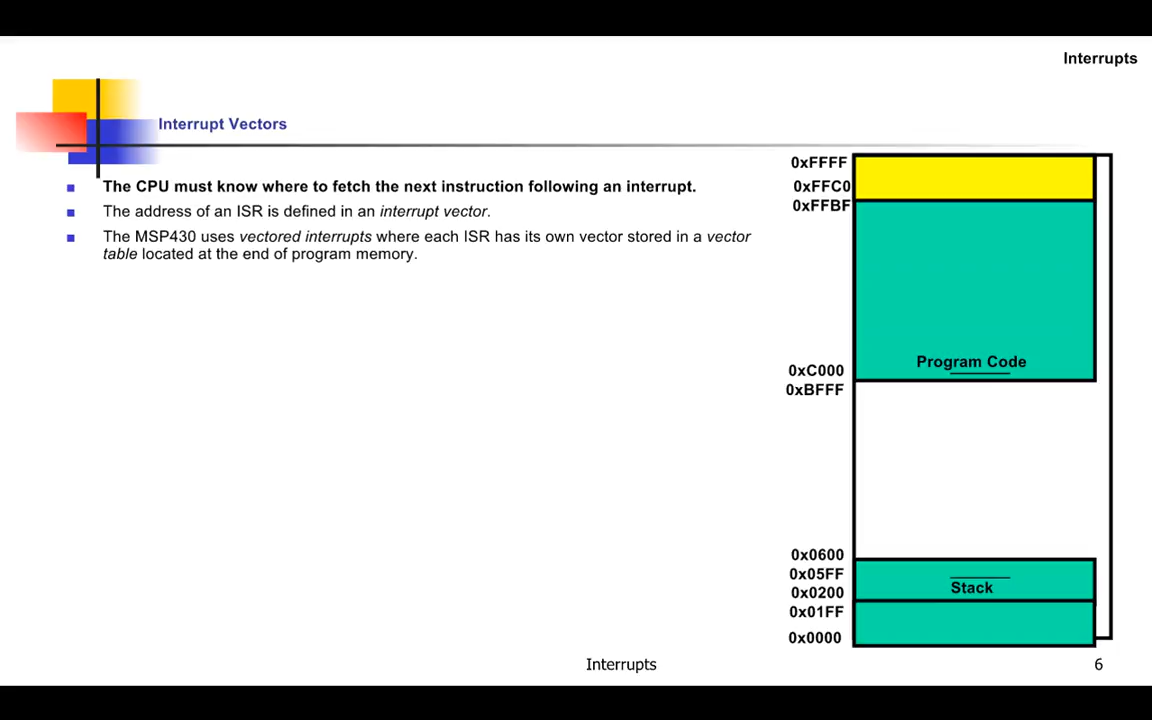 Interrupts
Interrupt Vectors
The CPU must know where to fetch the next instruction following an interrupt.
The address of an ISR is defined in an interrupt vector.
The MSP430 uses vectored interrupts where each ISR has its own vector stored in a vector
table located at the end of program memory.
0xFFFF
0xFFC0
0xFFBF
Program Code
0xC000
0xBFFF
0x0600
0x05FF
Stack
0x0200
0x01FF
0x0000
Interrupts
6